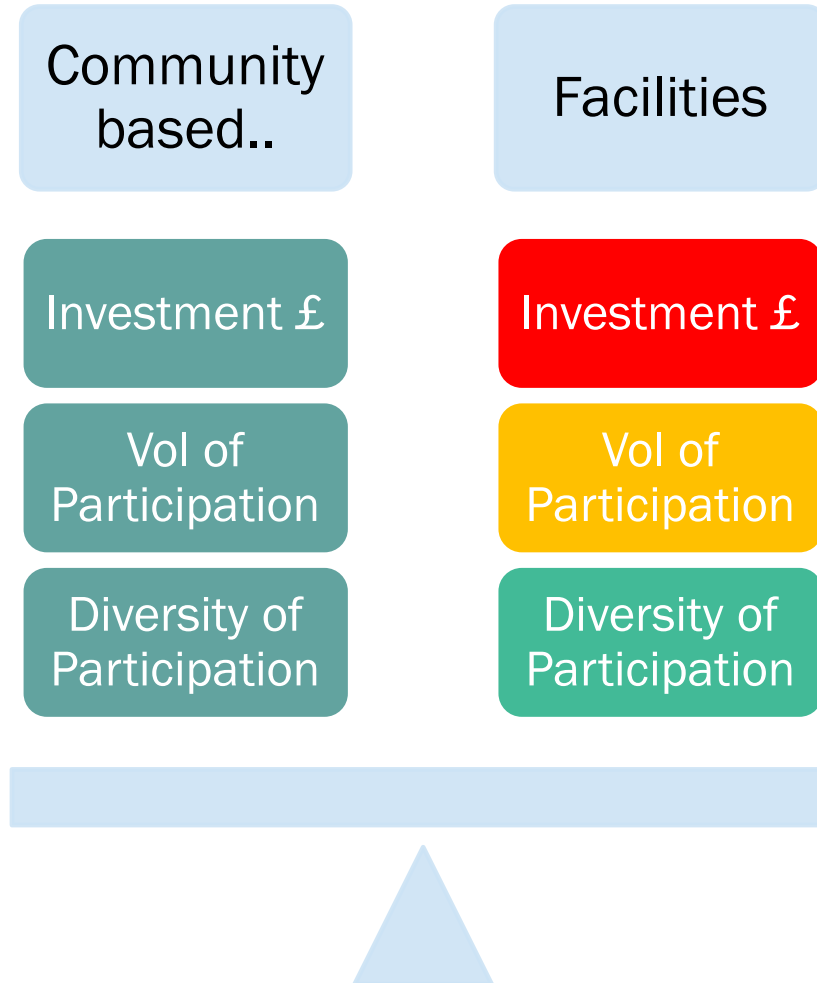 Community
based..
Facilities
Investment £
Vol of
Participation
Diversity of
Participation
Investment £
Vol of
Participation
Diversity of
Participation